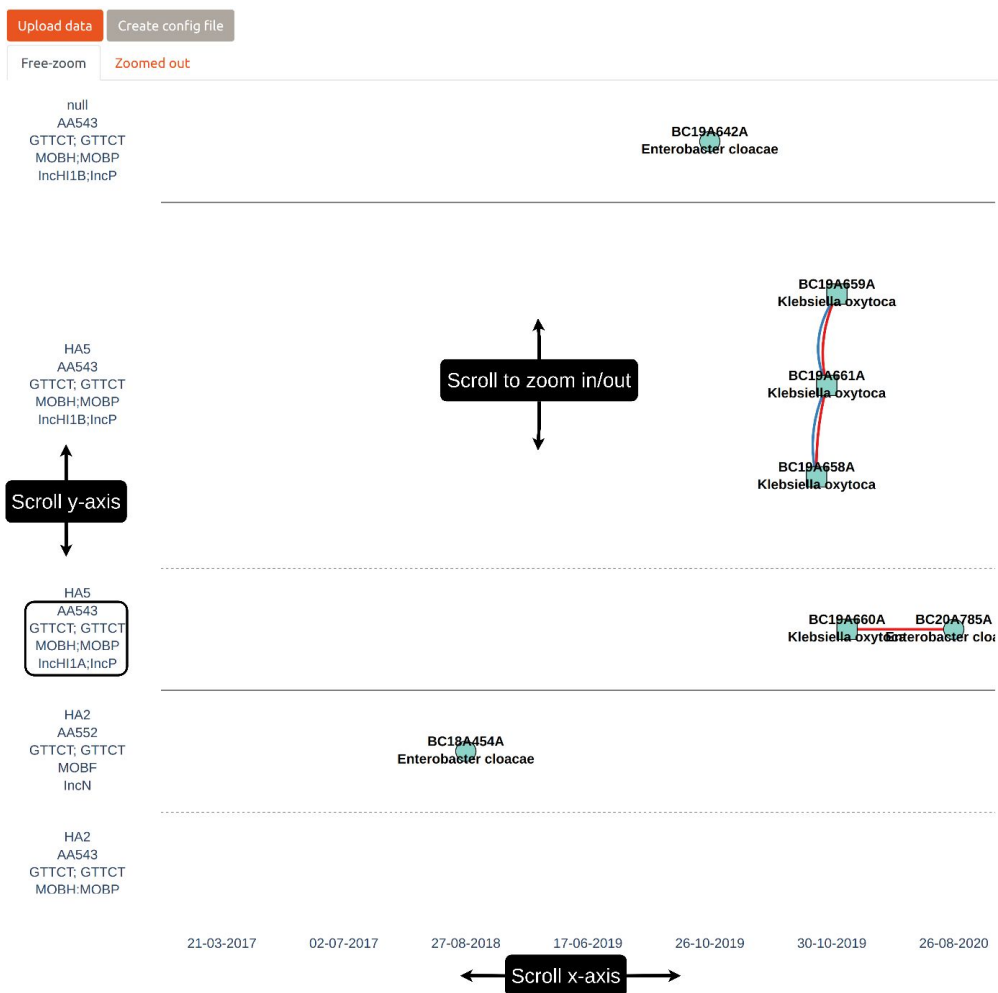 Upload data
Create config file
Free-zoom
Zoomed out
null
AA543
GTTCT; GTTCT
MOBH;MOBP
IncHI1B;IncP
BC19A642A
Enterobacter cloacae
BC19A659A
Klebsiella oxytoca
HA5
AA543
GTTCT; GTTCT
MOBH;MOBP
IncHI1B;IncP
Scroll to zoom in/out
BC19A661A
Klebsiella oxytoca
BC19A658A
Klebsiella oxytoca
Scroll y-axis
HA5
AA543
GTTCT; GTTCT
MOBH;MOBP
IncHI1A;IncP
BC19A660A
Klebsiella oxytoca
BC20A785A
Enterobacter cloa
HA2
AA552
GTTCT; GTTCT
MOBF
IncN
BC18A454A
Enterobacter cloacae
HA2
AA543
GTTCT; GTTCT
MOBH;MOBP
21-03-2017 02-07-2017 27-08-2018 17-06-2019 26-10-2019 30-10-2019 26-08-2020
Scroll x-axis